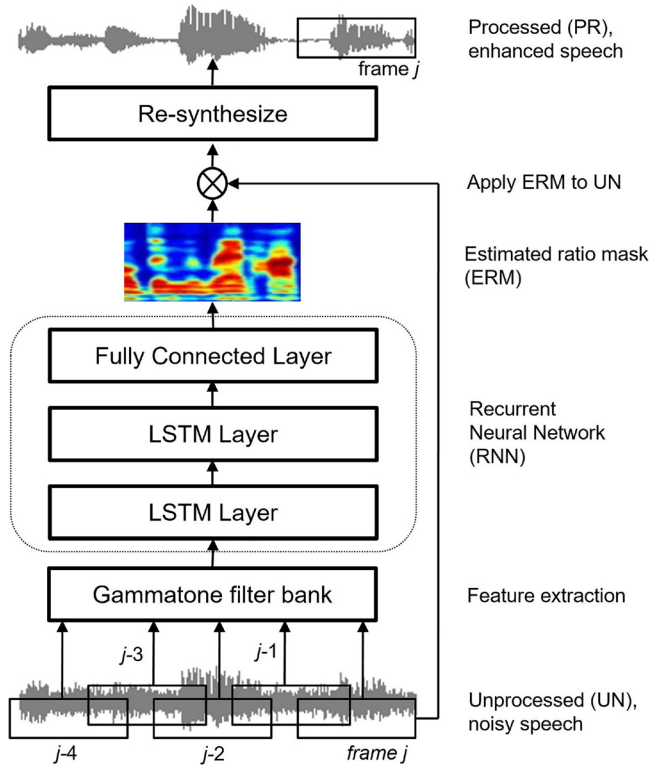 Processed (PR),
enhanced speech
frame j
Re-synthesize
Apply ERM to UN
Estimated ratio mask
(ERM)
Fully Connected Layer
LSTM Layer
Recurrent
Neural Network
(RNN)
LSTM Layer
Gammatone filter bank
Feature extraction
j-3
j-1
Unprocessed (UN),
noisy speech
j-4
j-2
frame j